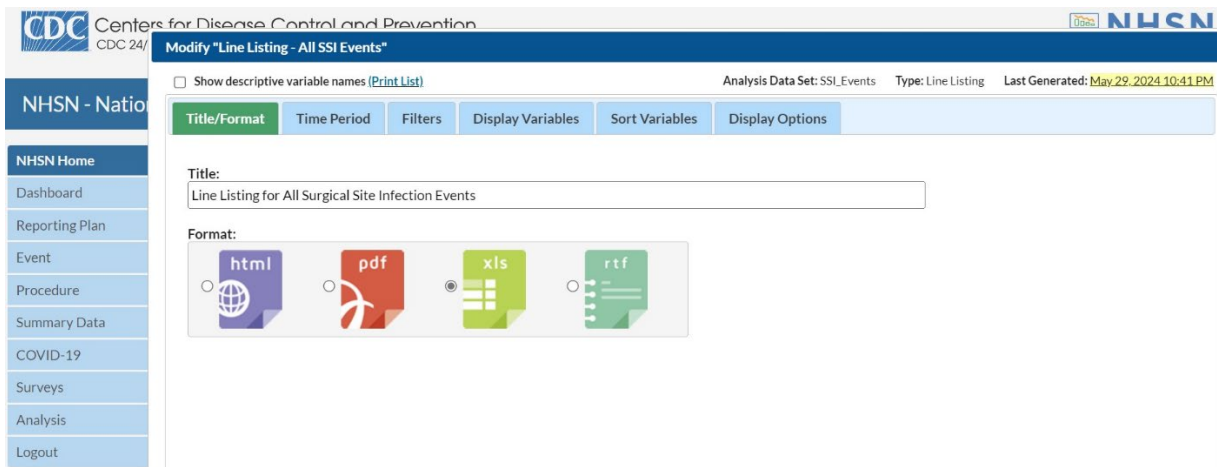 CDC Centers for Disease Control and Prevention
CDC 24/
NHSN
Modify "Line Listing - All SSI Events"
Show descriptive variable names (Print List)
Analysis Data Set: SSI_Events Type: Line Listing Last Generated: May 29, 2024 10:41 PM
NHSN - Natio
Title/Format Time Period Filters Display Variables Sort Variables Display Options
NHSN Home
Dashboard
Reporting Plan
Event
Procedure
Summary Data
COVID-19
Surveys
Analysis
Logout
Title:
Line Listing for All Surgical Site Infection Events
Format:
html pdf xls rtf